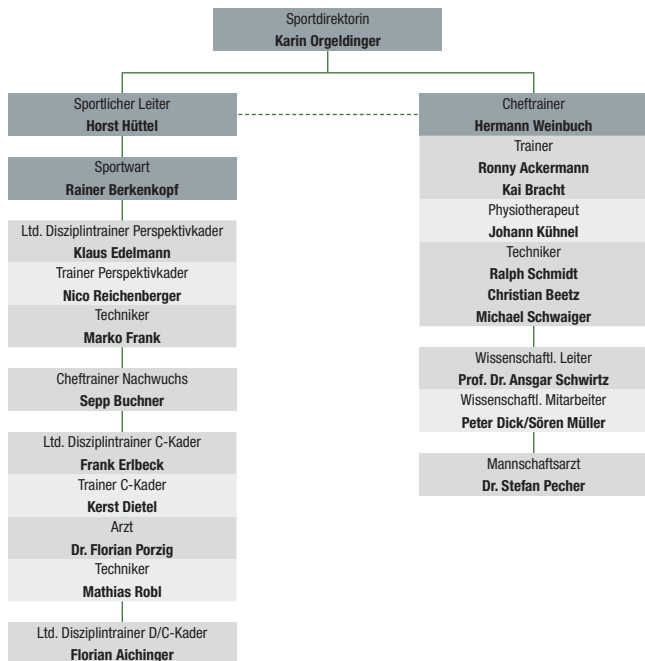 Sportdirektorin
Karin Orgeldinger
Sportlicher Leiter
Horst Hüttel
Sportwart
Rainer Berkenkopf
Ltd. Disziplintrainer Perspektivkader
Klaus Edelmann
Trainer Perspektivkader
Nico Reichenberger
Techniker
Marko Frank
Cheftrainer Nachwuchs
Sepp Buchner
Ltd. Disziplintrainer C-Kader
Frank Erlbeck
Trainer C-Kader
Kerst Dietel
Arzt
Dr. Florian Porzig
Techniker
Mathias Robl
Ltd. Disziplintrainer D/C-Kader
Florian Aichinger
Cheftrainer
Hermann Weinbuch
Trainer
Ronny Ackermann
Kai Bracht
Physiotherapeut
Johann Kühnel
Techniker
Ralph Schmidt
Christian Beetz
Michael Schwaiger
Wissenschaftl. Leiter
Prof. Dr. Ansgar Schwirtz
Wissenschaftl. Mitarbeiter
Peter Dick/Sören Müller
Mannschaftsarzt
Dr. Stefan Pecher